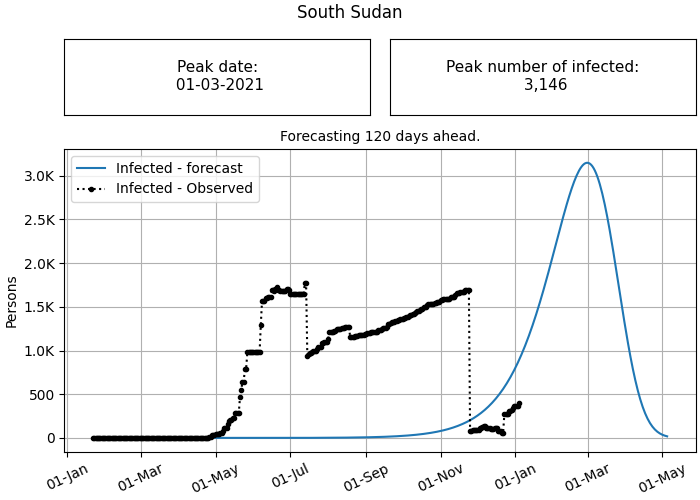 South Sudan
Peak date:
01-03-2021
Peak number of infected:
3,146
Forecasting 120 days ahead.
Infected - forecast
Infected - Observed
3.0K
2.5K
2.0K
1.5K
1.0K
500
0
Persons
01-Jan
01-Mar
01-May
01-Jul
01-Sep
01-Nov
01-Jan
01-Mar
01-May